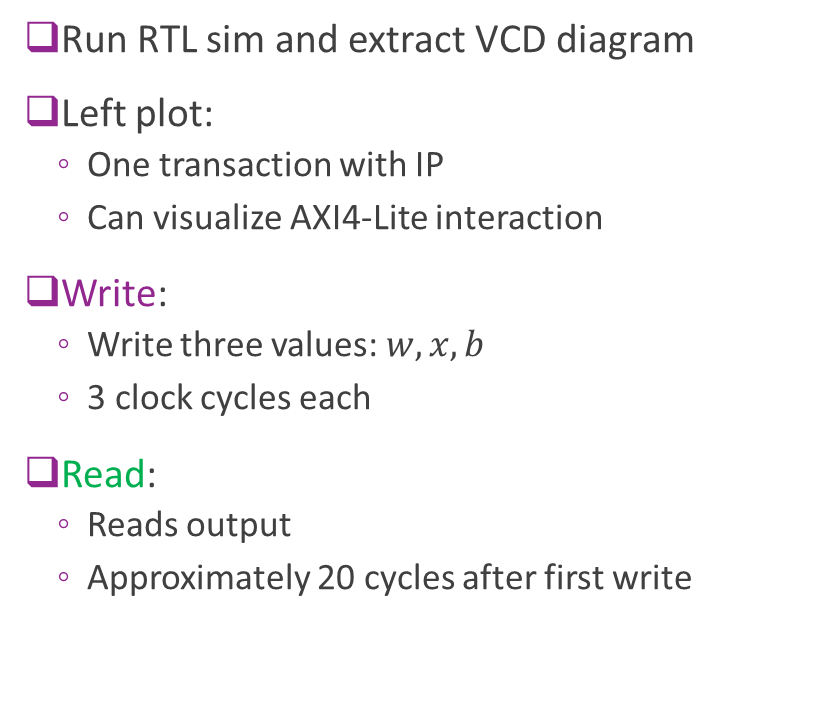 ❑Run RTL sim and extract VCD diagram
❑Left plot:
◦ One transaction with IP
◦ Can visualize AXI4-Lite interaction
❑Write:
◦ Write three values: w, x, b
◦ 3 clock cycles each
❑Read:
◦ Reads output
◦ Approximately 20 cycles after first write